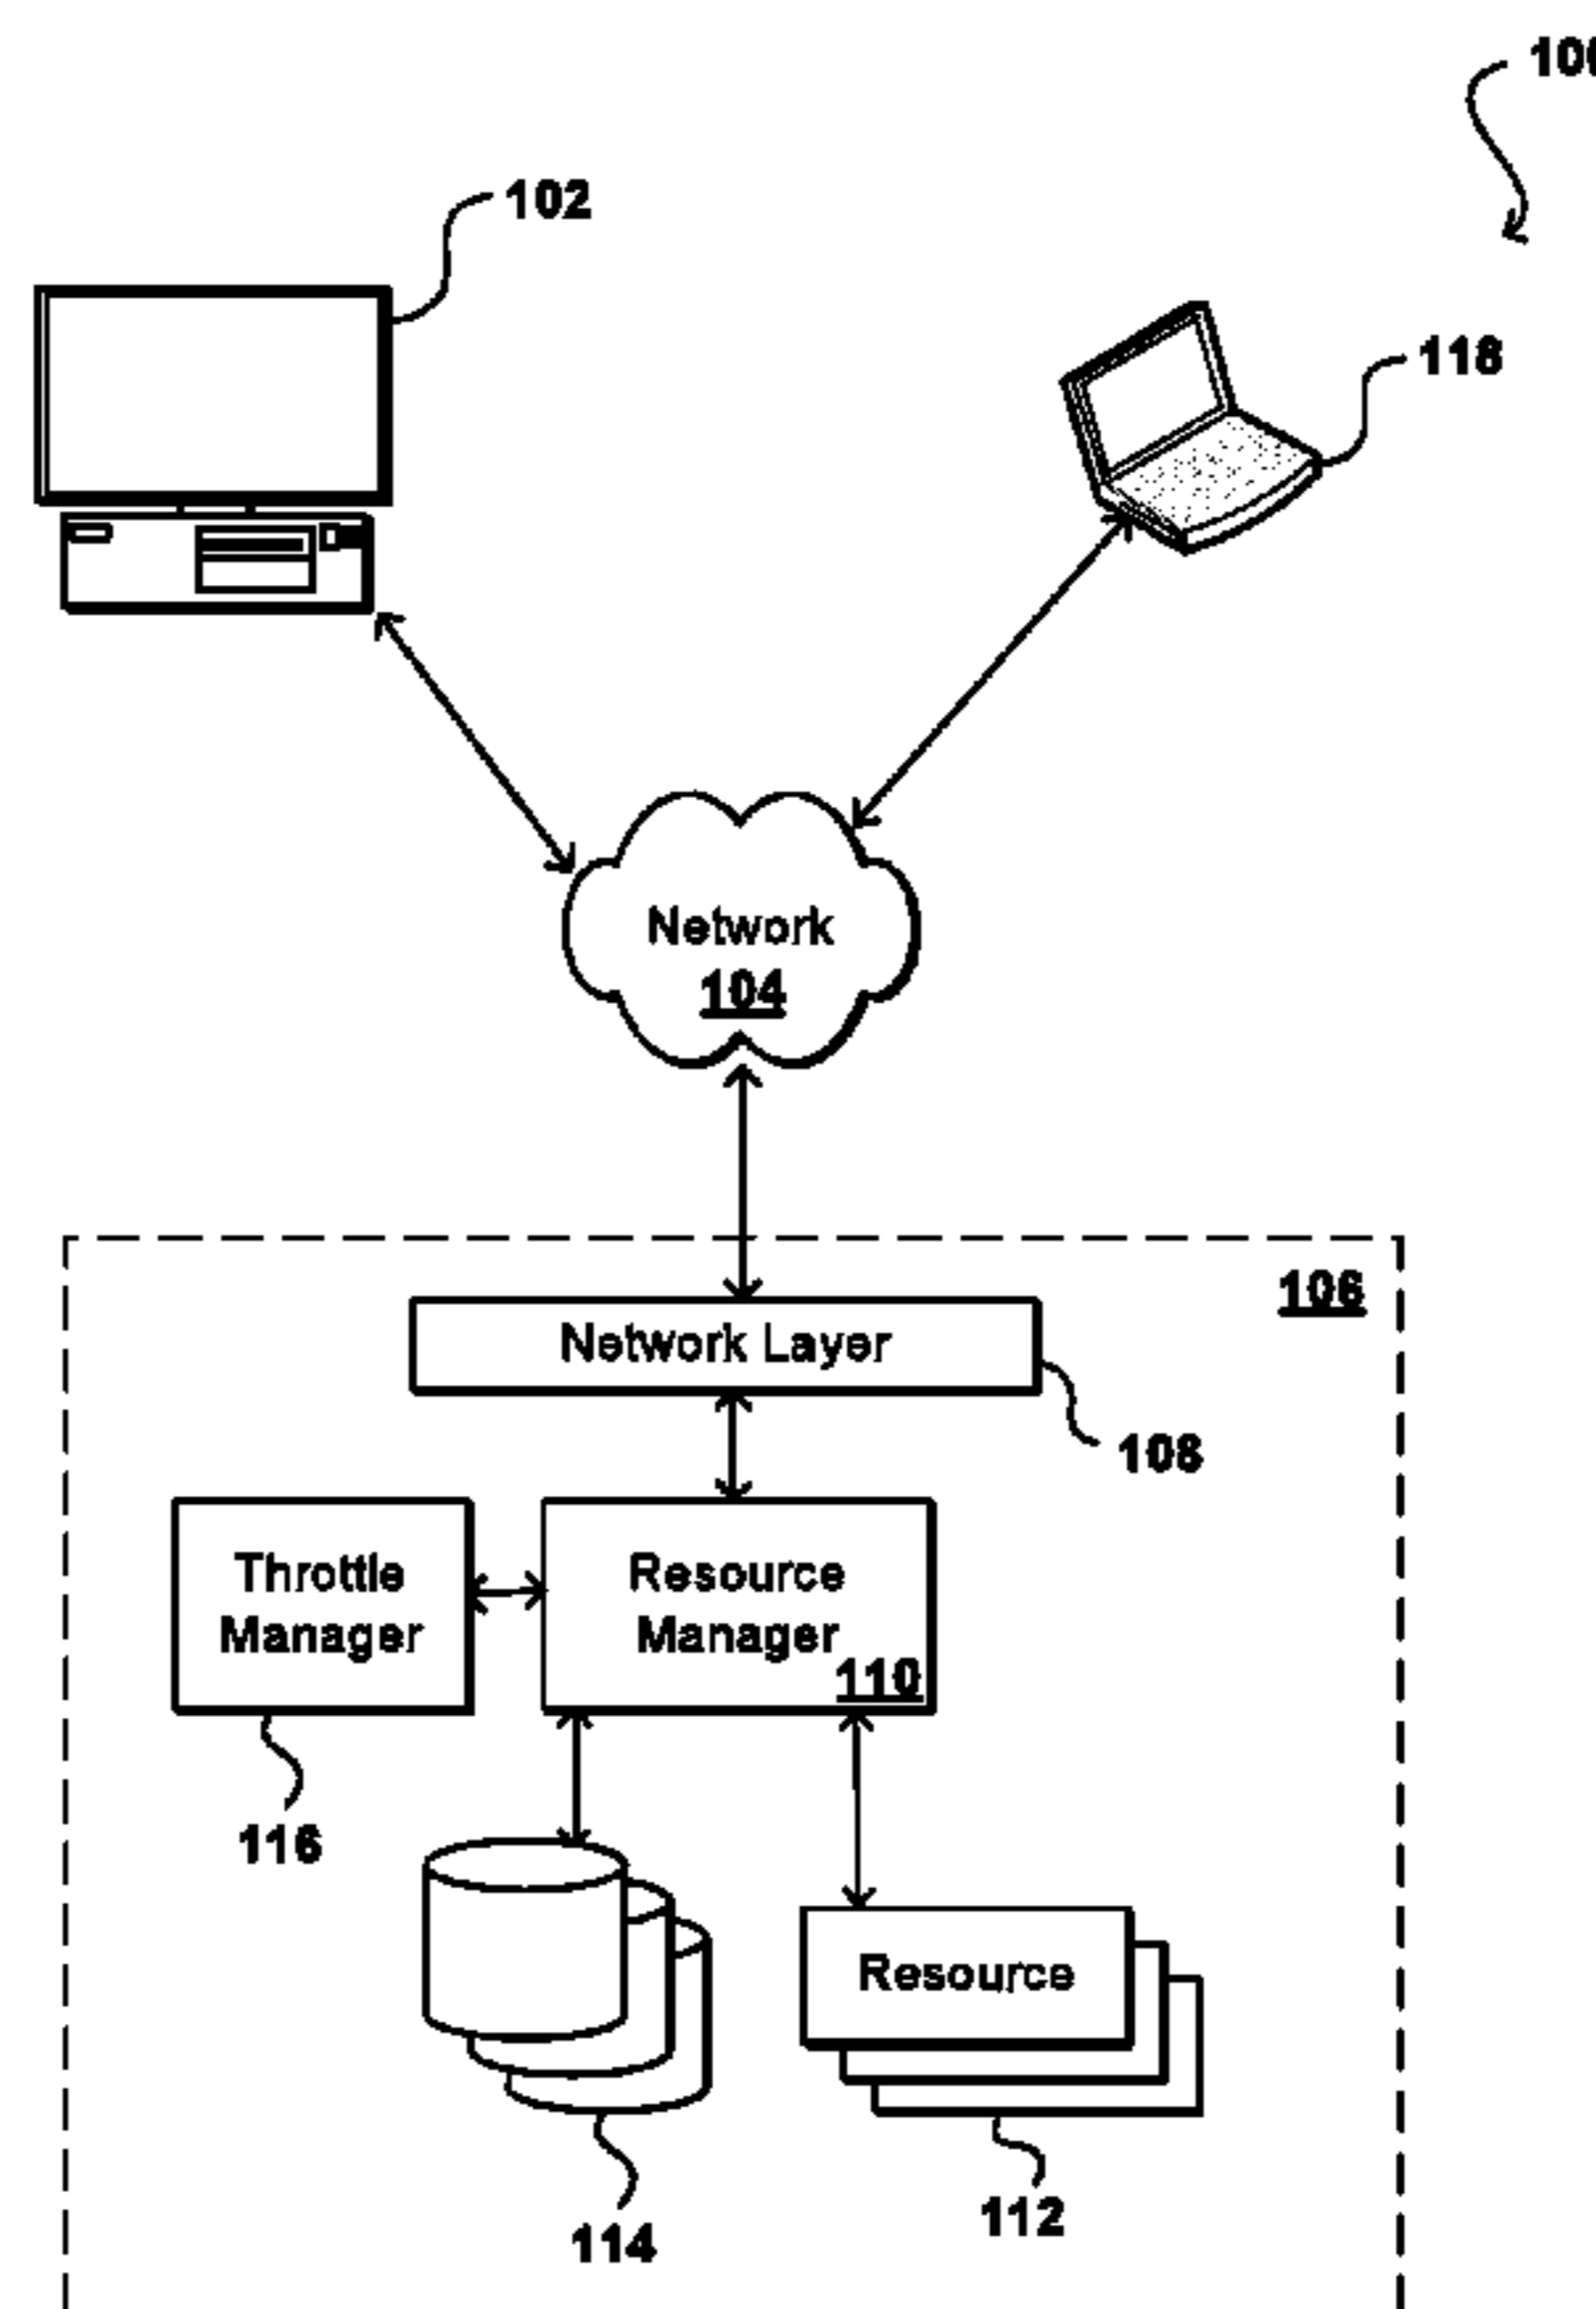 100
102
118
Network
104
106
Network Layer
108
Throttle
Manager
Resource
Manager
110
116
Resource
112
114